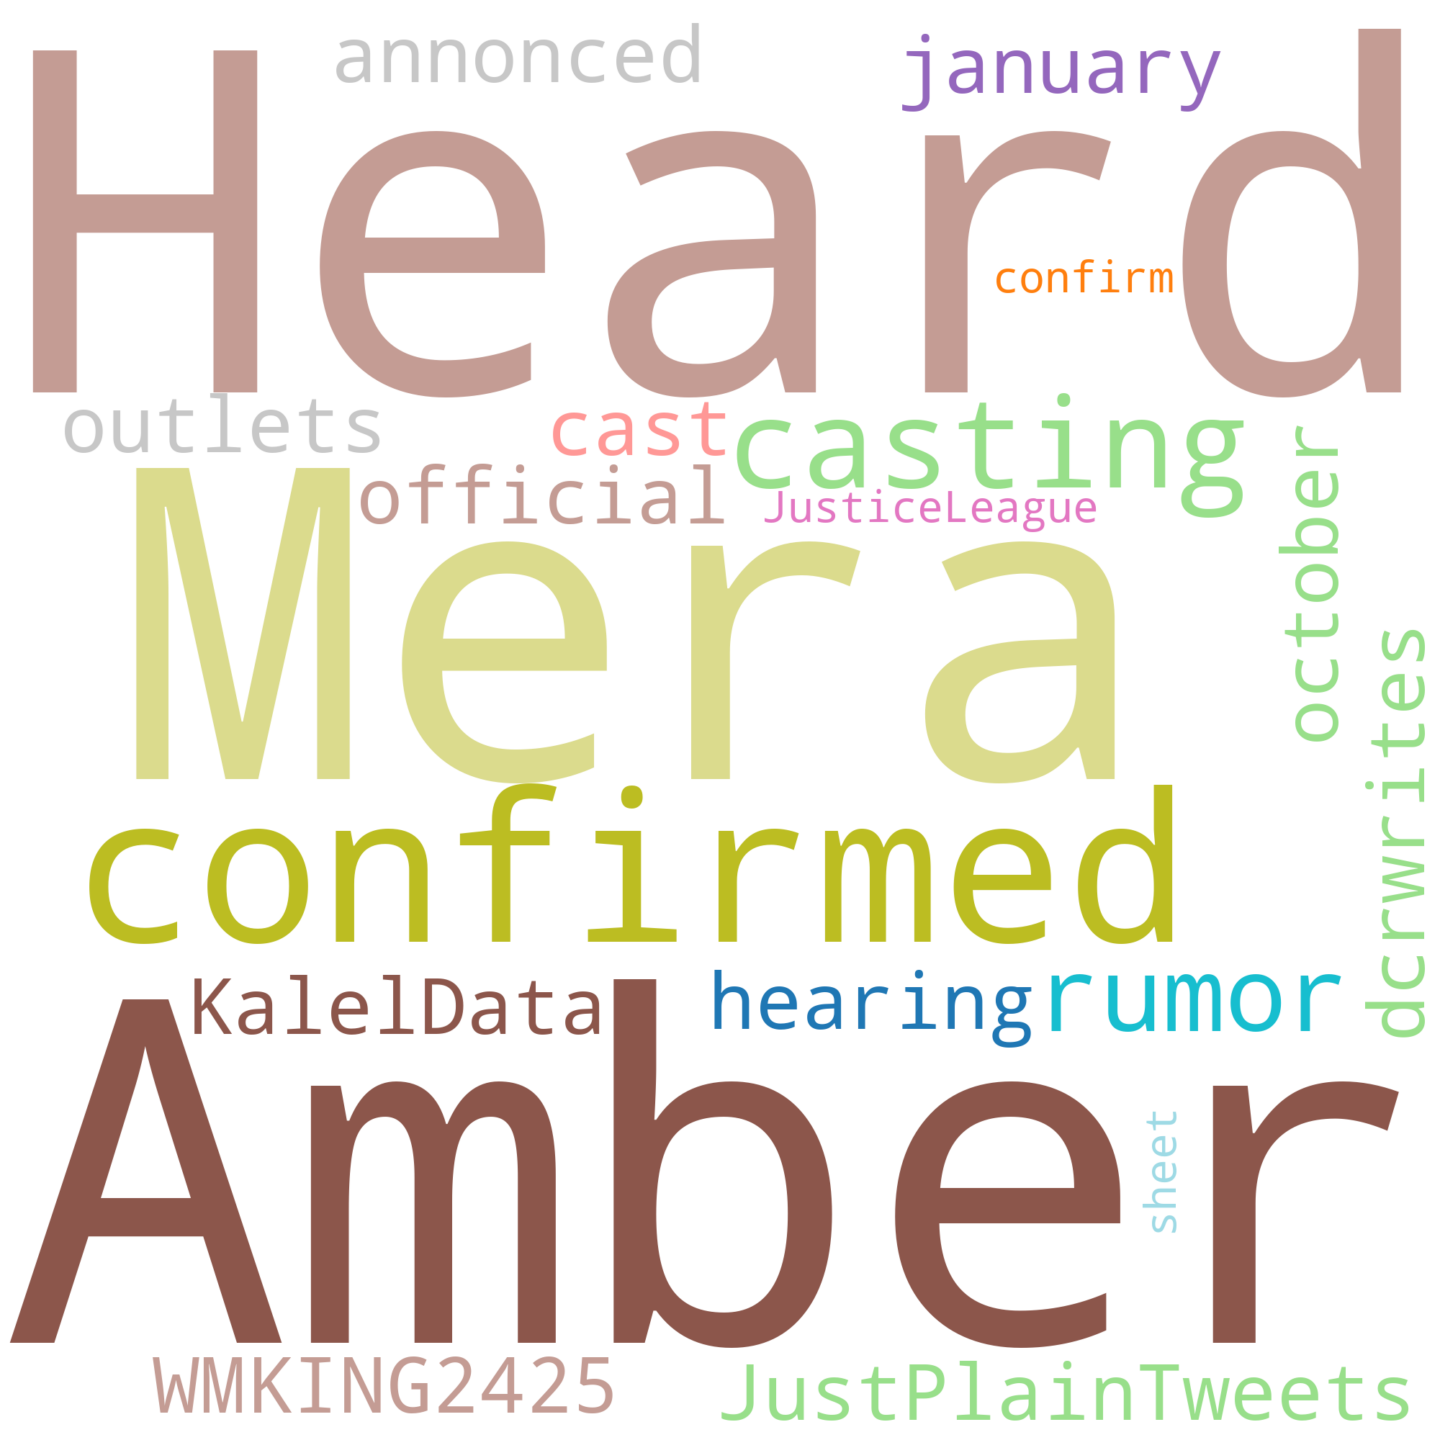 annonced
january
Heard
confirm
outlets
cast
casting
official
JusticeLeague
october
Mera
dcrwrites
confirmed
KalelData
hearing
rumor
Amber
sheet
WMKING2425
JustPlainTweets